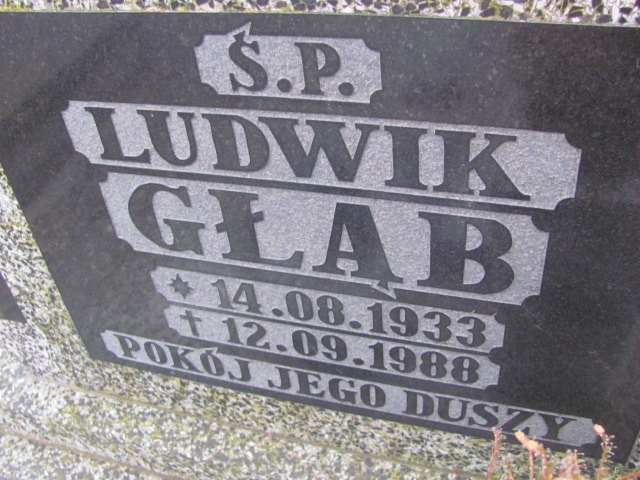 Ś.P.
LUDWIK
GŁĄB
* 14.08.1933
† 12.09.1988
POKÓJ JEGO DUSZY